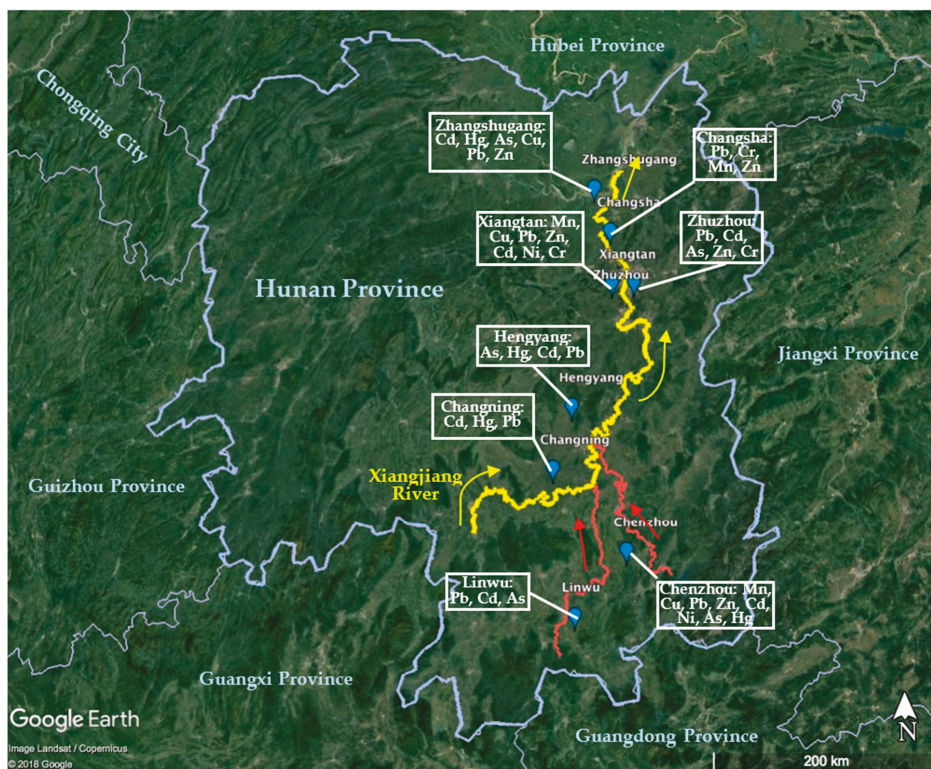 Hubei Province
Chongqing City
Zhangshugang:
Cd, Hg, As, Cu,
Pb, Zn
Changsha:
Pb, Cr,
Mn, Zn
Zhangshugang
Changsha
Xiangtan: Mn,
Cu, Pb, Zn,
Cd, Ni, Cr
Zhuzhou:
Pb, Cd,
As, Zn, Cr
Xiangtan
Zhuzhou
Hunan Province
Hengyang:
As, Hg, Cd, Pb
Jiangxi Province
Hengyang
Changning:
Cd, Hg, Pb
Changning
Xiangjiang
River
Guizhou Province
Chenzhou
Linwu:
Pb, Cd, As
Linwu
Chenzhou: Mn,
Cu, Pb, Zn, Cd,
Ni, As, Hg
Guangxi Province
Google Earth
N
Guangdong Province
Image Landsat / Copernicus
© 2018 Google
200 km